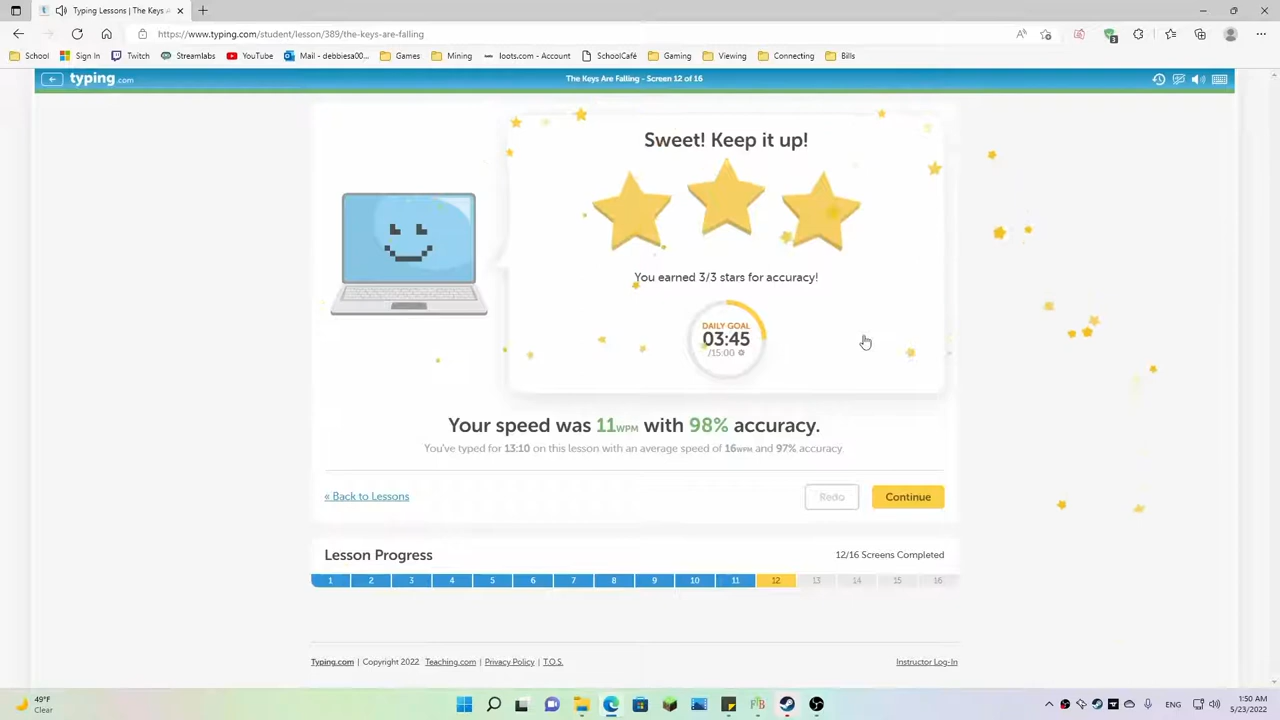 Typing Lessons | The Keys A
https://www.typing.com/student/lesson/389/the-keys-are-falling
School
Sign In
Twitch
Streamlabs
YouTube
Mail - debbiesa00...
Games
Mining
loots.com - Account
SchoolCafé
Gaming
Viewing
Connecting
Bills
typing.com
The Keys Are Falling - Screen 12 of 16
Sweet! Keep it up!
You earned 3/3 stars for accuracy!
DAILY GOAL
03:45
/15:00
Your speed was 11WPM with 98% accuracy.
You've typed for 13:10 on this lesson with an average speed of 16WPM and 97% accuracy.
« Back to Lessons
Redo
Continue
Lesson Progress
12/16 Screens Completed
1 2 3 4 5 6 7 8 9 10 11 12 13 14 15 16
Typing.com | Copyright 2022 Teaching.com | Privacy Policy | T.O.S.
Instructor Log-In
49°F
Clear
ENG
1:50 AM
5/23/2022